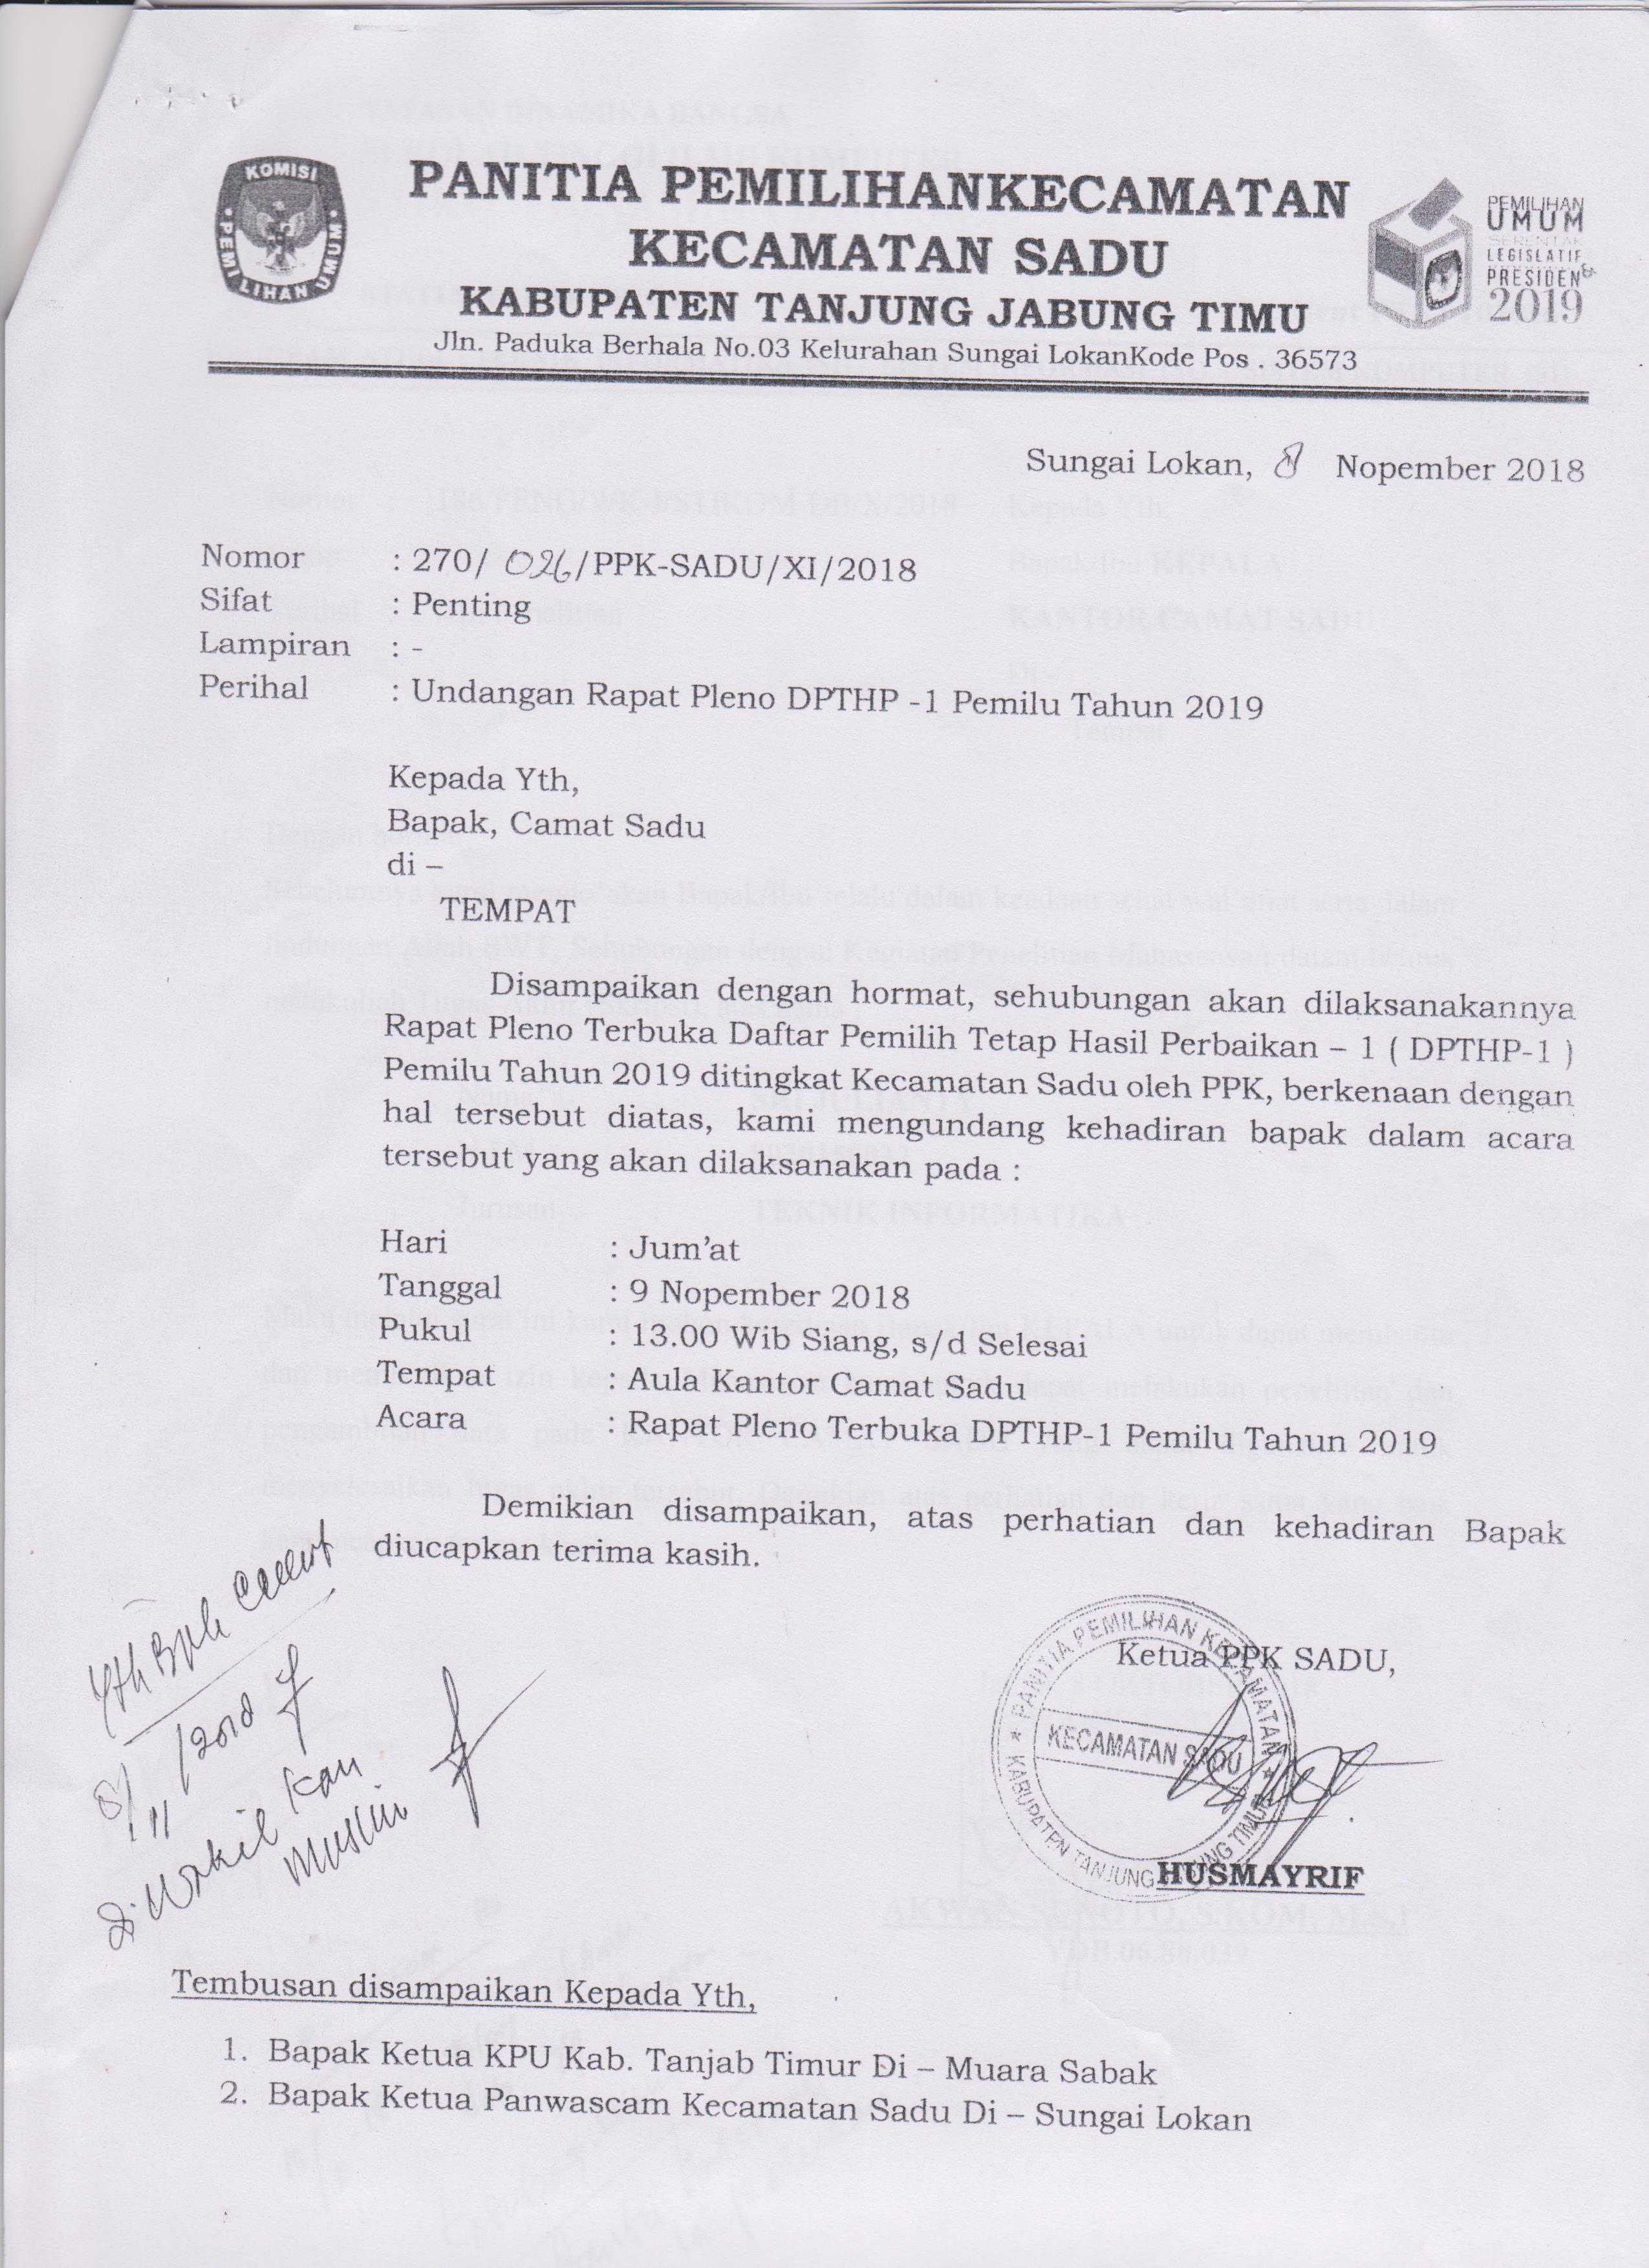 PANITIA PEMILIHANKECAMATAN
KECAMATAN SADU
KABUPATEN TANJUNG JABUNG TIMU
Jln. Paduka Berhala No.03 Kelurahan Sungai LokanKode Pos . 36573
KOMISI
PEMILIHAN UMUM
PEMILIHAN
UMUM
SERENTAK
LEGISLATIF
&
PRESIDEN
2019
Sungai Lokan, 8 Nopember 2018
Nomor : 270/ 026/PPK-SADU/XI/2018
Sifat : Penting
Lampiran : -
Perihal : Undangan Rapat Pleno DPTHP -1 Pemilu Tahun 2019
Kepada Yth,
Bapak, Camat Sadu
di –
TEMPAT
Disampaikan dengan hormat, sehubungan akan dilaksanakannya
Rapat Pleno Terbuka Daftar Pemilih Tetap Hasil Perbaikan – 1 ( DPTHP-1 )
Pemilu Tahun 2019 ditingkat Kecamatan Sadu oleh PPK, berkenaan dengan
hal tersebut diatas, kami mengundang kehadiran bapak dalam acara
tersebut yang akan dilaksanakan pada :
Hari : Jum’at
Tanggal : 9 Nopember 2018
Pukul : 13.00 Wib Siang, s/d Selesai
Tempat : Aula Kantor Camat Sadu
Acara : Rapat Pleno Terbuka DPTHP-1 Pemilu Tahun 2019
Demikian disampaikan, atas perhatian dan kehadiran Bapak
diucapkan terima kasih.
Yth Bpk Camat
8/11/2018
Di Wakil Kan
Muslim
Ketua PPK SADU,
PANITIA PEMILIHAN KECAMATAN
KECAMATAN SADU
KABUPATEN TANJUNG JABUNG TIMUR
HUSMAYRIF
Tembusan disampaikan Kepada Yth,
1. Bapak Ketua KPU Kab. Tanjab Timur Di – Muara Sabak
2. Bapak Ketua Panwascam Kecamatan Sadu Di – Sungai Lokan